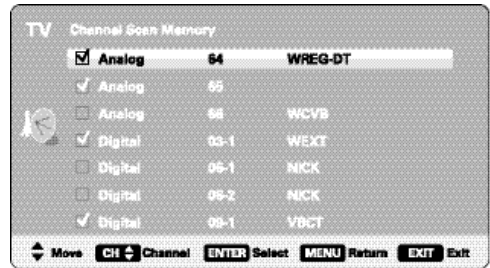 TV Channel Scan Memory
Analog 64 WREG-DT
Analog 65
Analog 66 WCVB
Digital 03-1 WEXT
Digital 05-1 NICK
Digital 05-2 NICK
Digital 09-1 VBCT
Move CH Channel ENTER Select MENU Return EXIT Exit